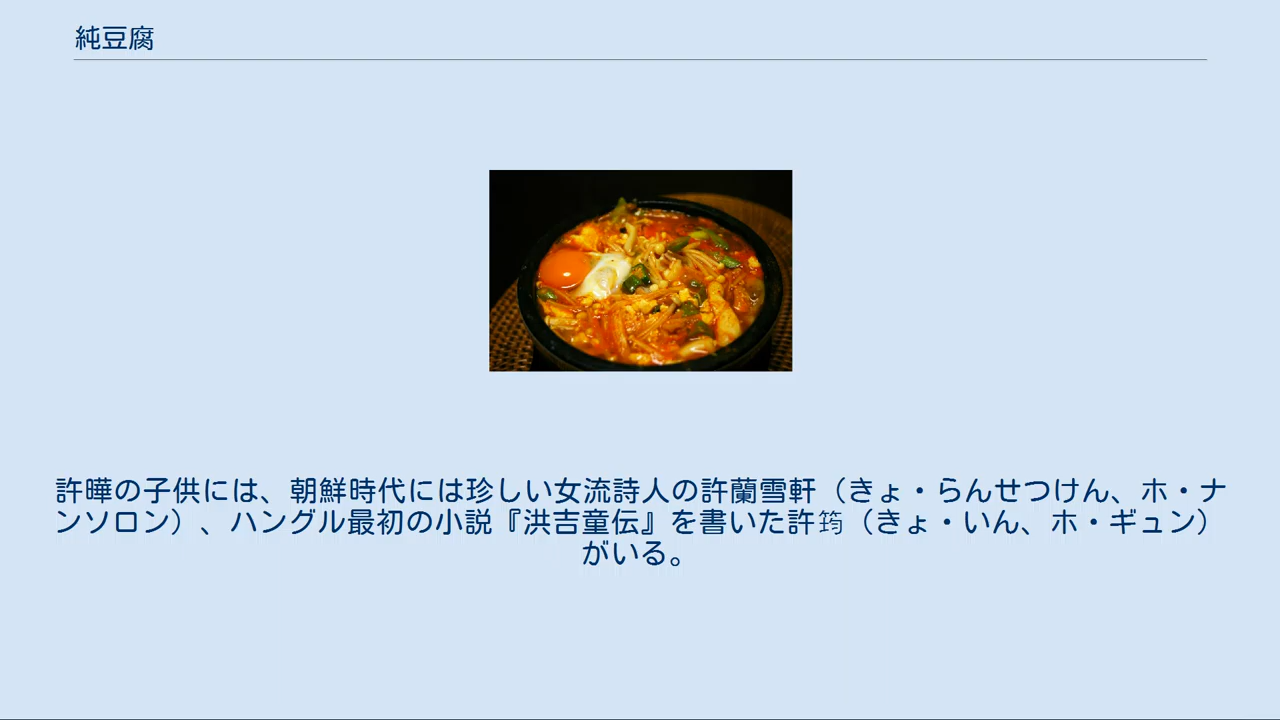 純豆腐
許曄の子供には、朝鮮時代には珍しい女流詩人の許蘭雪軒（きょ・らんせつけん、ホ・ナ
ンソロン）、ハングル最初の小説『洪吉童伝』を書いた許筠（きょ・いん、ホ・ギュン）
がいる。